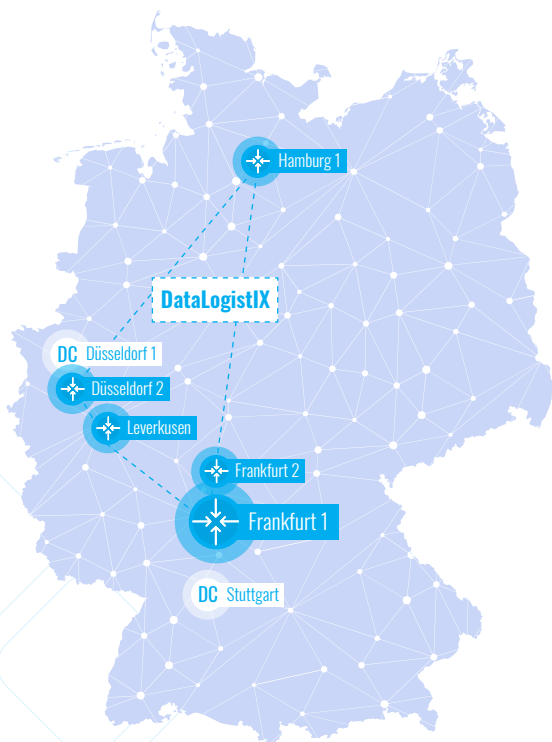 Hamburg 1
DataLogistIX
DC Düsseldorf 1
Düsseldorf 2
Leverkusen
Frankfurt 2
Frankfurt 1
DC Stuttgart